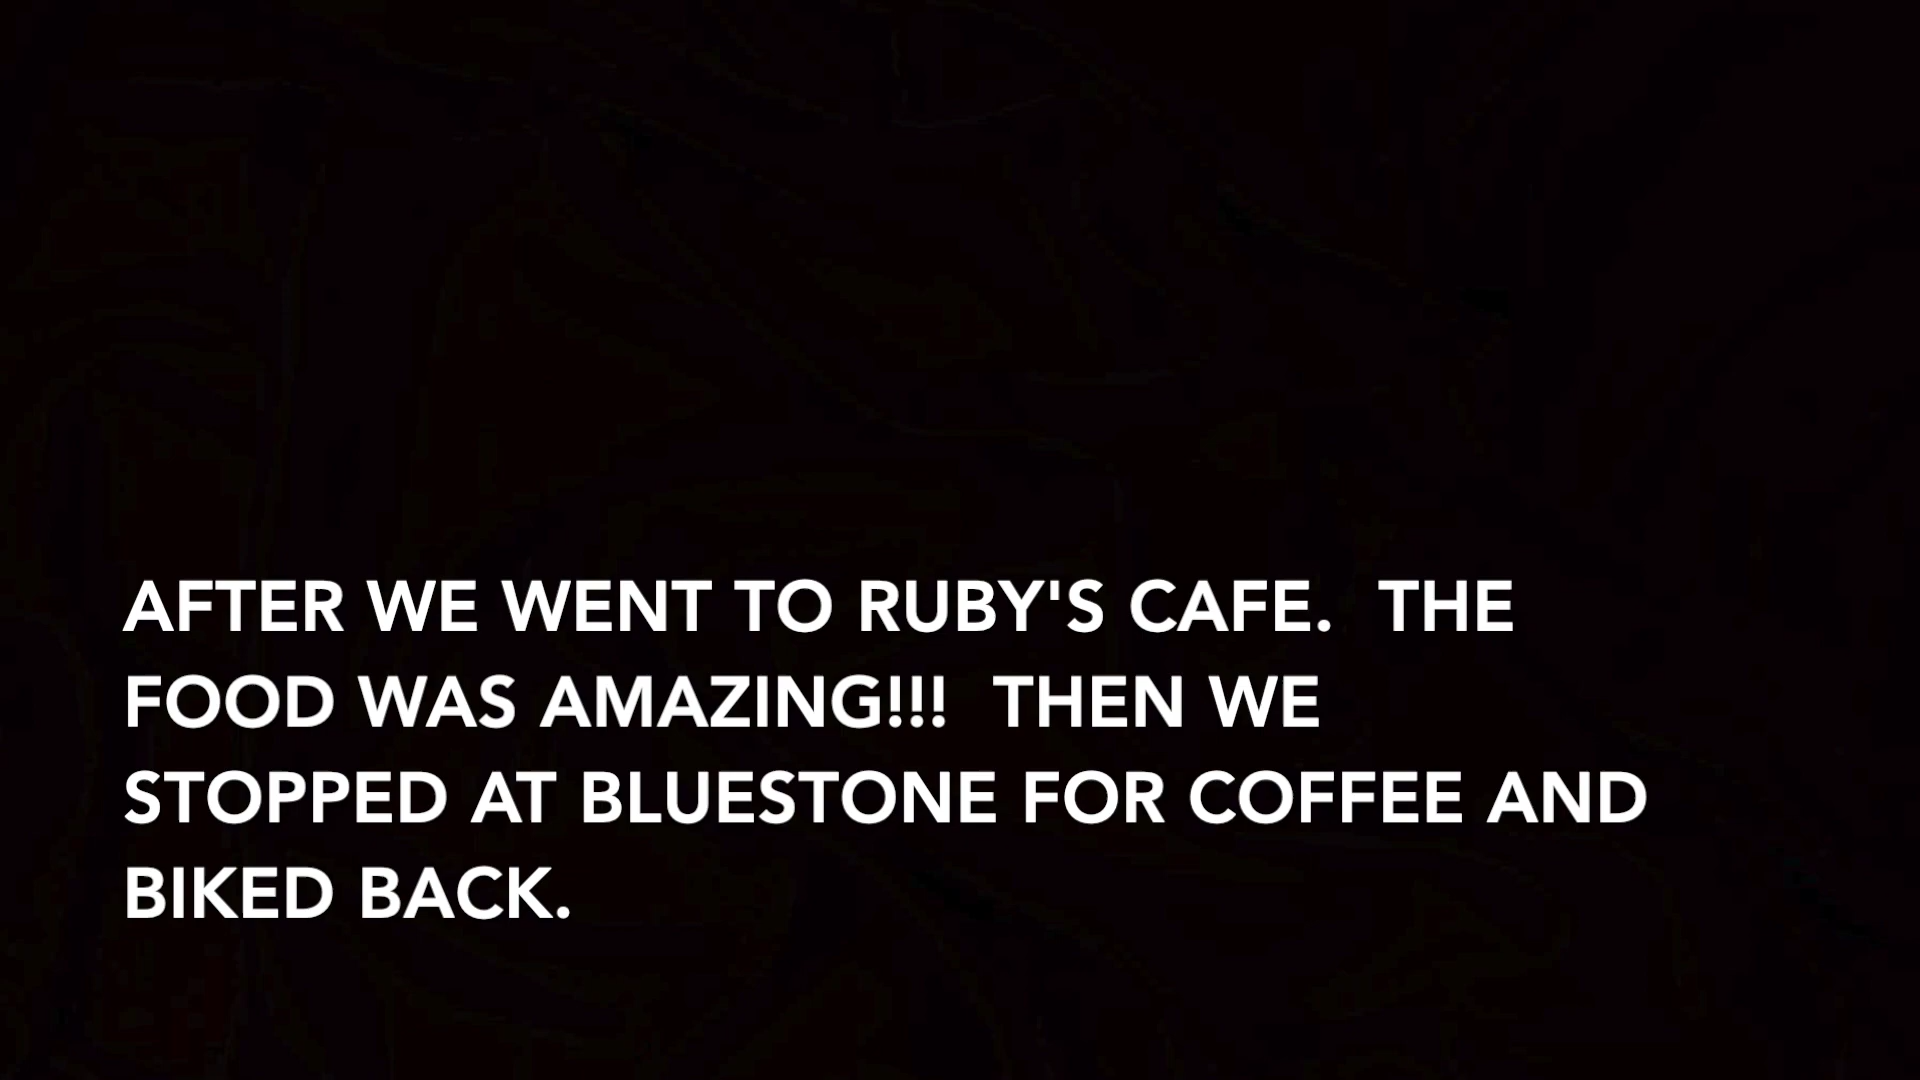 AFTER WE WENT TO RUBY'S CAFE.  THE
FOOD WAS AMAZING!!!  THEN WE
STOPPED AT BLUESTONE FOR COFFEE AND
BIKED BACK.